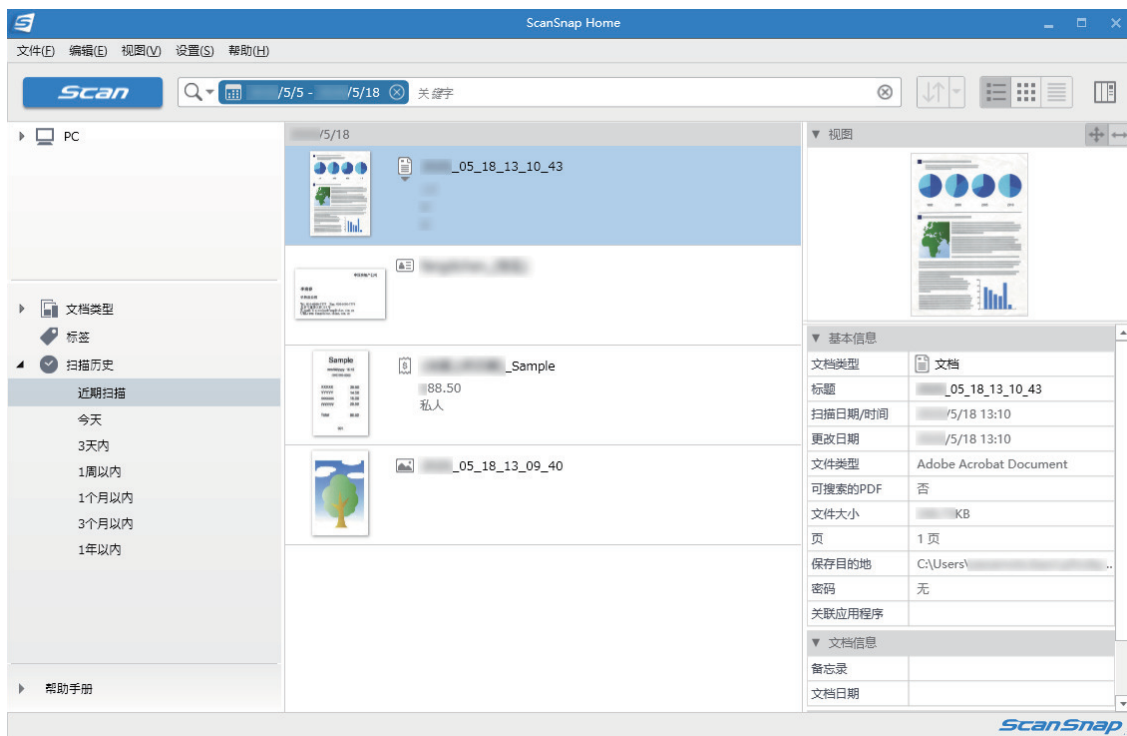 ScanSnap Home
文件(F) 编辑(E) 视图(V) 设置(S) 帮助(H)
Scan
/5/5 - /5/18
关键字
PC
文档类型
标签
扫描历史
近期扫描
今天
3天内
1周以内
1个月以内
3个月以内
1年以内
帮助手册
/5/18
_05_18_13_10_43
Sample
_Sample
88.50
私人
_05_18_13_09_40
视图
基本信息
文档类型 文档
标题 _05_18_13_10_43
扫描日期/时间 /5/18 13:10
更改日期 /5/18 13:10
文件类型 Adobe Acrobat Document
可搜索的PDF 否
文件大小 KB
页 1 页
保存目的地 C:\Users\ ..
密码 无
关联应用程序
文档信息
备忘录
文档日期
ScanSnap